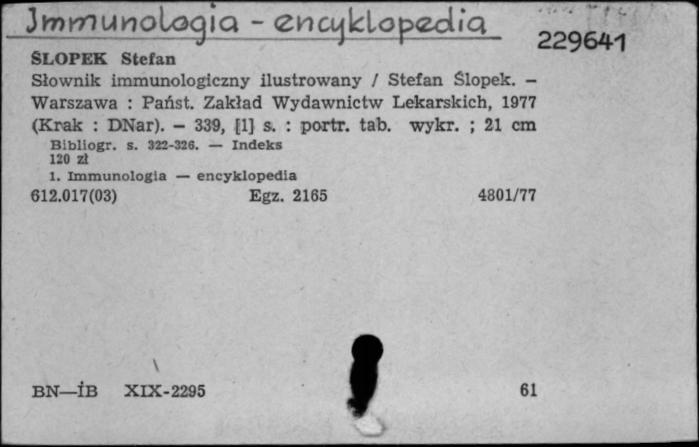 Immunologia - encyklopedia
229641
ŚLOPEK Stefan
Słownik immunologiczny ilustrowany / Stefan Ślopek. –
Warszawa : Państ. Zakład Wydawnictw Lekarskich, 1977
(Krak : DNar). – 339, [1] s. : portr. tab. wykr. ; 21 cm
Bibliogr. s. 322-326. — Indeks
120 zł
1. Immunologia — encyklopedia
612.017(03) Egz. 2165 4801/77
BN—IB XIX-2295 61